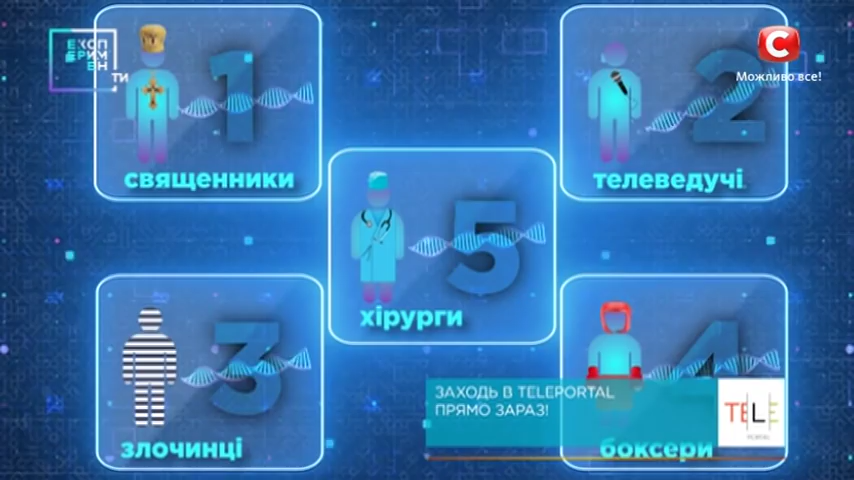 ЕКСП
ЕРИМ
ЕН
ТИ
1
священники
2
телеведучі
С
Можливо все!
5
хірурги
3
злочинці
4
боксери
ЗАХОДЬ В TELEPORTAL
ПРЯМО ЗАРАЗ!
TELE
PORTAL